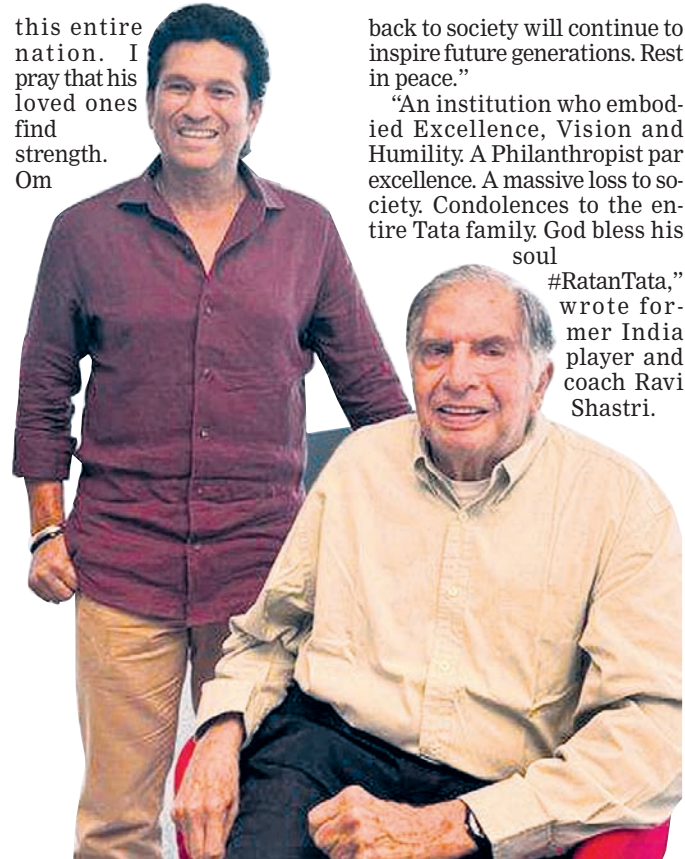 this entire
nation. I
pray that his
loved ones
find
strength.
Om
back to society will continue to
inspire future generations. Rest
in peace.”
“An institution who embod-
ied Excellence, Vision and
Humility. A Philanthropist par
excellence. A massive loss to so-
ciety. Condolences to the en-
tire Tata family. God bless his
soul
#RatanTata,”
wrote for-
mer India
player and
coach Ravi
Shastri.